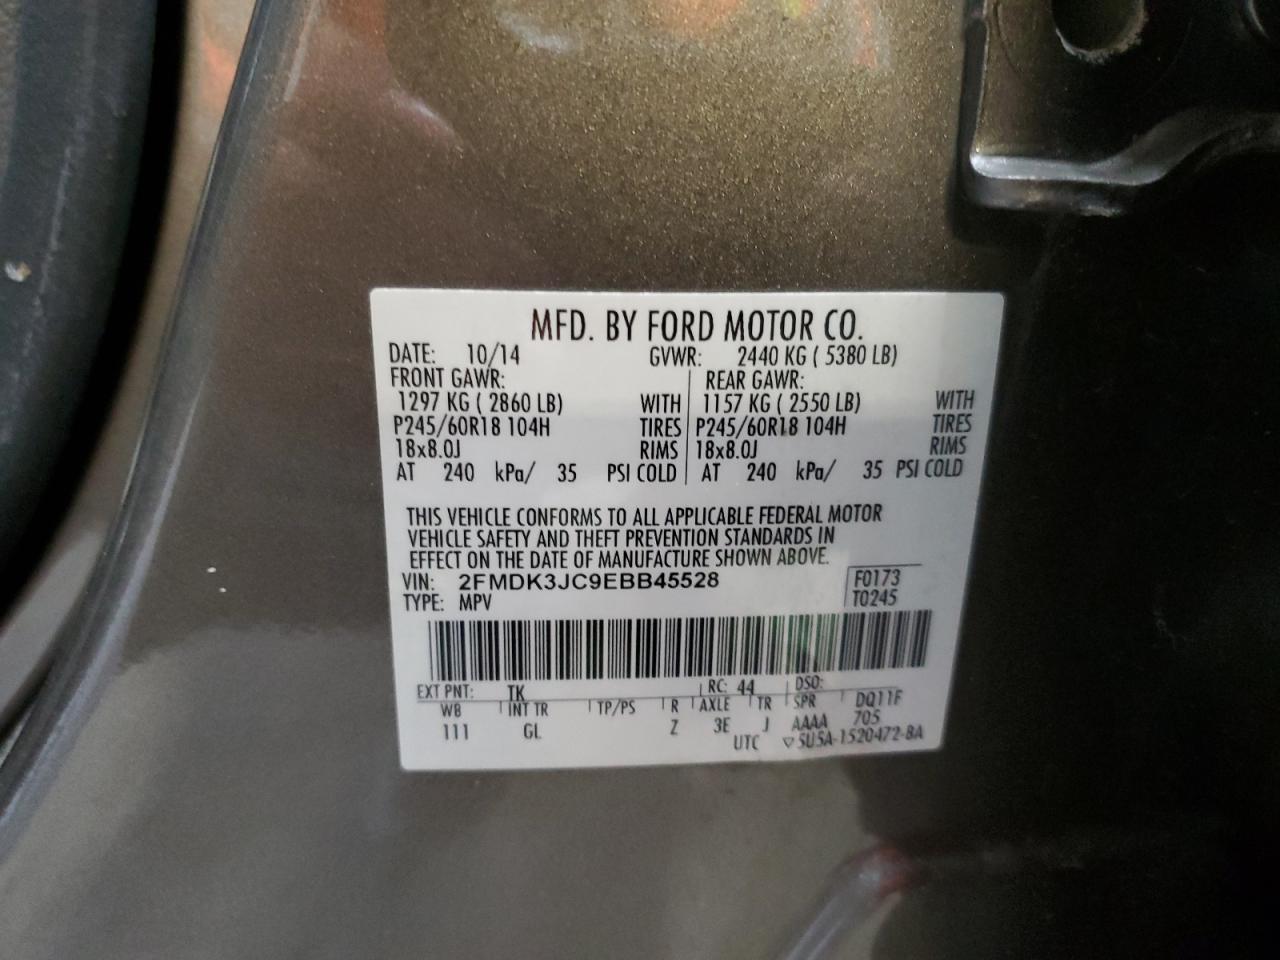 MFD. BY FORD MOTOR CO.
DATE: 10/14 GVWR: 2440 KG ( 5380 LB)
FRONT GAWR: REAR GAWR:
1297 KG ( 2860 LB) WITH 1157 KG ( 2550 LB) WITH
P245/60R18 104H TIRES P245/60R18 104H TIRES
18x8.0J RIMS 18x8.0J RIMS
AT 240 kPa/ 35 PSI COLD AT 240 kPa/ 35 PSI COLD
THIS VEHICLE CONFORMS TO ALL APPLICABLE FEDERAL MOTOR
VEHICLE SAFETY AND THEFT PREVENTION STANDARDS IN
EFFECT ON THE DATE OF MANUFACTURE SHOWN ABOVE.
VIN: 2FMDK3JC9EBB45528 F0173
TYPE: MPV T0245
EXT PNT: TK RC: 44 DSO:
WB INT TR TP/PS R AXLE TR SPR DQ11F
111 GL Z 3E J AAAA 705
UTC ▽ 5U5A-1520472-BA